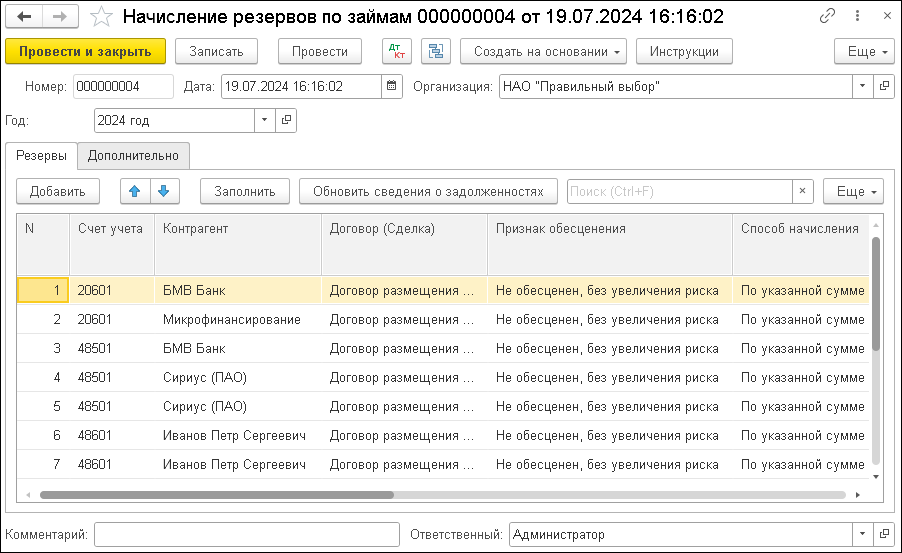 Начисление резервов по займам 000000004 от 19.07.2024 16:16:02
Провести и закрыть Записать Провести Дт Кт Создать на основании Инструкции Еще
Номер: 000000004 Дата: 19.07.2024 16:16:02 Организация: НАО "Правильный выбор"
Год: 2024 год
Резервы Дополнительно
Добавить Заполнить Обновить сведения о задолженностях Поиск (Ctrl+F) × Еще
N Счет учета Контрагент Договор (Сделка) Признак обесценения Способ начисления
1 20601 БМВ Банк Договор размещения ... Не обесценен, без увеличения риска По указанной сумме
2 20601 Микрофинансирование Договор размещения ... Не обесценен, без увеличения риска По указанной сумме
3 48501 БМВ Банк Договор размещения ... Не обесценен, без увеличения риска По указанной сумме
4 48501 Сириус (ПАО) Договор размещения ... Не обесценен, без увеличения риска По указанной сумме
5 48501 Сириус (ПАО) Договор размещения ... Не обесценен, без увеличения риска По указанной сумме
6 48601 Иванов Петр Сергеевич Договор размещения ... Не обесценен, без увеличения риска По указанной сумме
7 48601 Иванов Петр Сергеевич Договор размещения ... Не обесценен, без увеличения риска По указанной сумме
Комментарий: Ответственный: Администратор